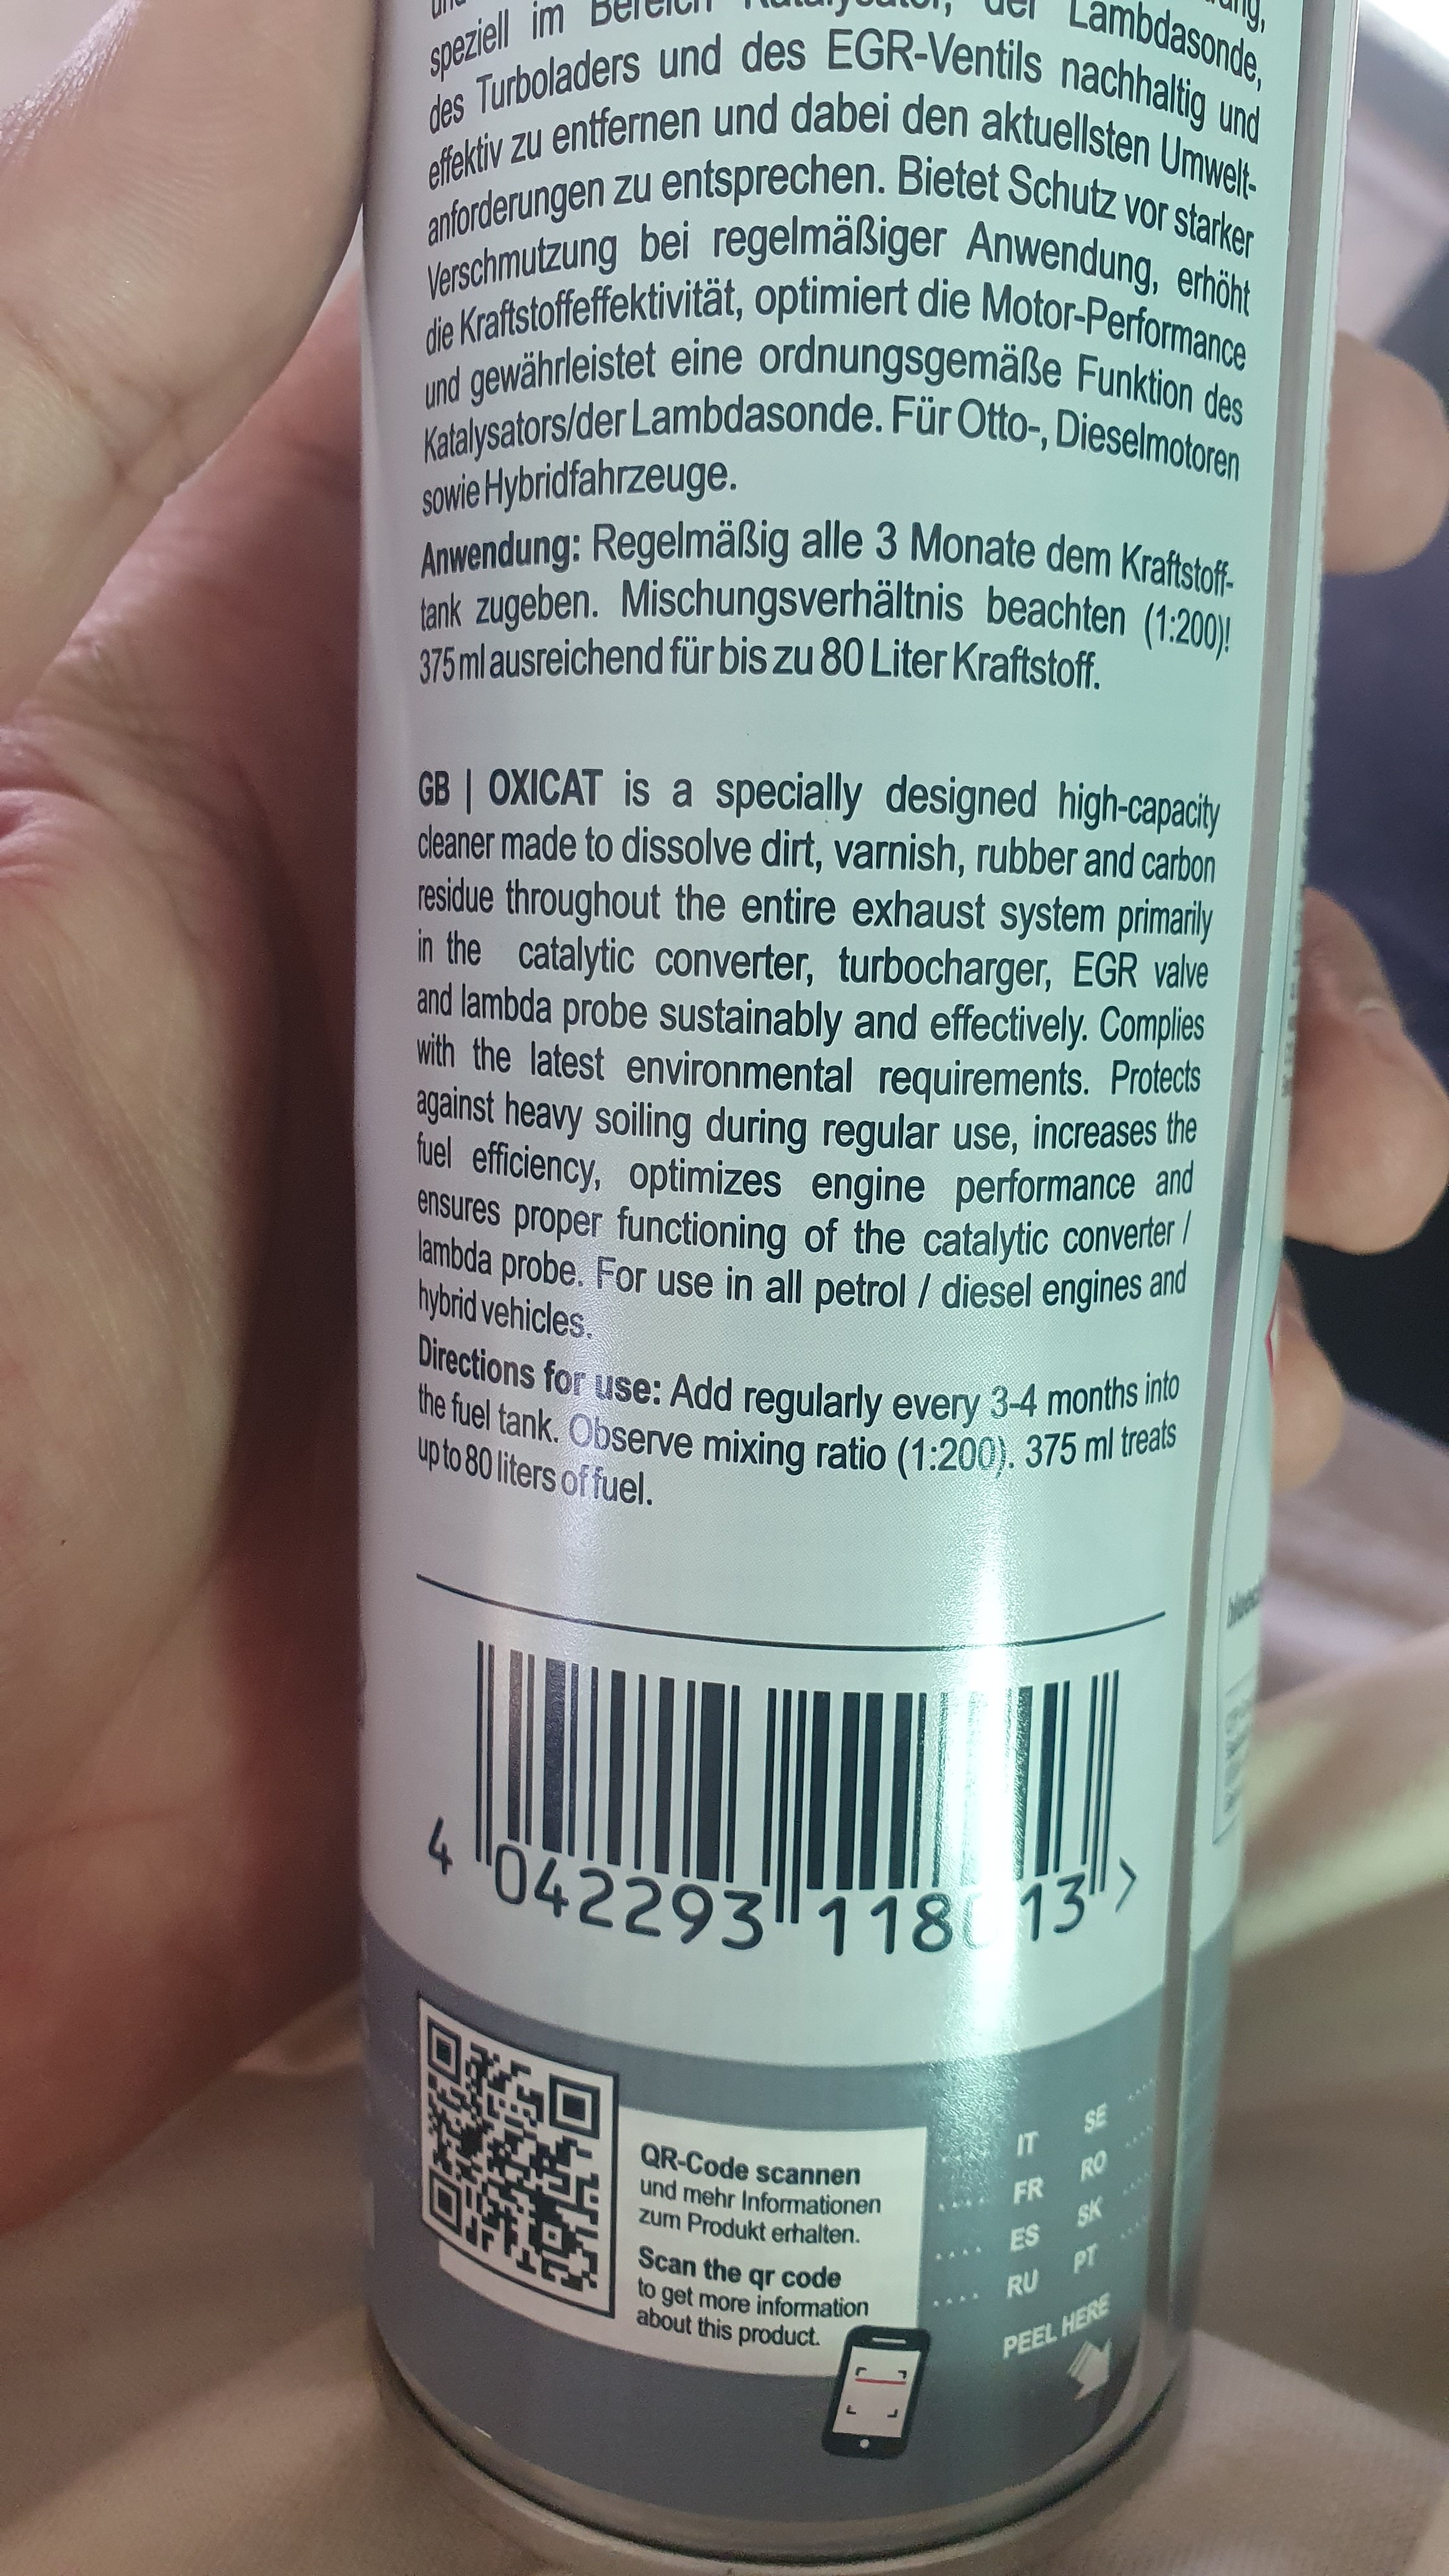 speziell im Bereich Katalysator, der Lambdasonde,
des Turboladers und des EGR-Ventils nachhaltig und
effektiv zu entfernen und dabei den aktuellsten Umwelt-
anforderungen zu entsprechen. Bietet Schutz vor starker
Verschmutzung bei regelmäßiger Anwendung, erhöht
die Kraftstoffeffektivität, optimiert die Motor-Performance
und gewährleistet eine ordnungsgemäße Funktion des
Katalysators/der Lambdasonde. Für Otto-, Dieselmotoren
sowie Hybridfahrzeuge.
Anwendung: Regelmäßig alle 3 Monate dem Kraftstoff-
tank zugeben. Mischungsverhältnis beachten (1:200)!
375 ml ausreichend für bis zu 80 Liter Kraftstoff.
GB | OXICAT is a specially designed high-capacity
cleaner made to dissolve dirt, varnish, rubber and carbon
residue throughout the entire exhaust system primarily
in the catalytic converter, turbocharger, EGR valve
and lambda probe sustainably and effectively. Complies
with the latest environmental requirements. Protects
against heavy soiling during regular use, increases the
fuel efficiency, optimizes engine performance and
ensures proper functioning of the catalytic converter /
lambda probe. For use in all petrol / diesel engines and
hybrid vehicles.
Directions for use: Add regularly every 3-4 months into
the fuel tank. Observe mixing ratio (1:200). 375 ml treats
up to 80 liters of fuel.
4 042293 118013 >
QR-Code scannen
und mehr Informationen
zum Produkt erhalten.
Scan the qr code
to get more information
about this product.
IT SE
FR RO
ES SK
RU PT
PEEL HERE